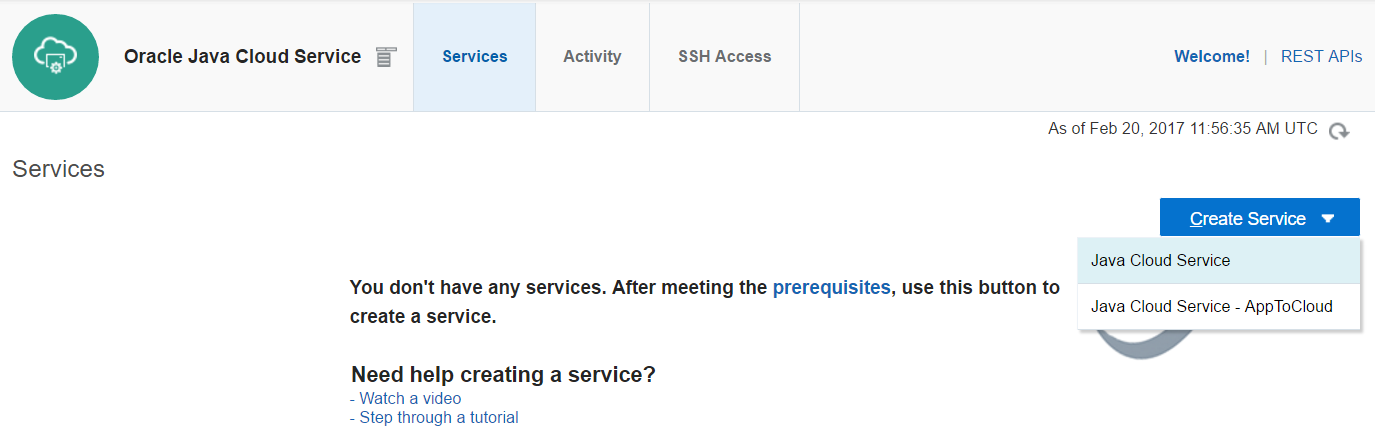 Oracle Java Cloud Service
Services
Activity
SSH Access
Welcome! | REST APIs
As of Feb 20, 2017 11:56:35 AM UTC
Services
Create Service
Java Cloud Service
Java Cloud Service - AppToCloud
You don't have any services. After meeting the prerequisites, use this button to
create a service.
Need help creating a service?
- Watch a video
- Step through a tutorial